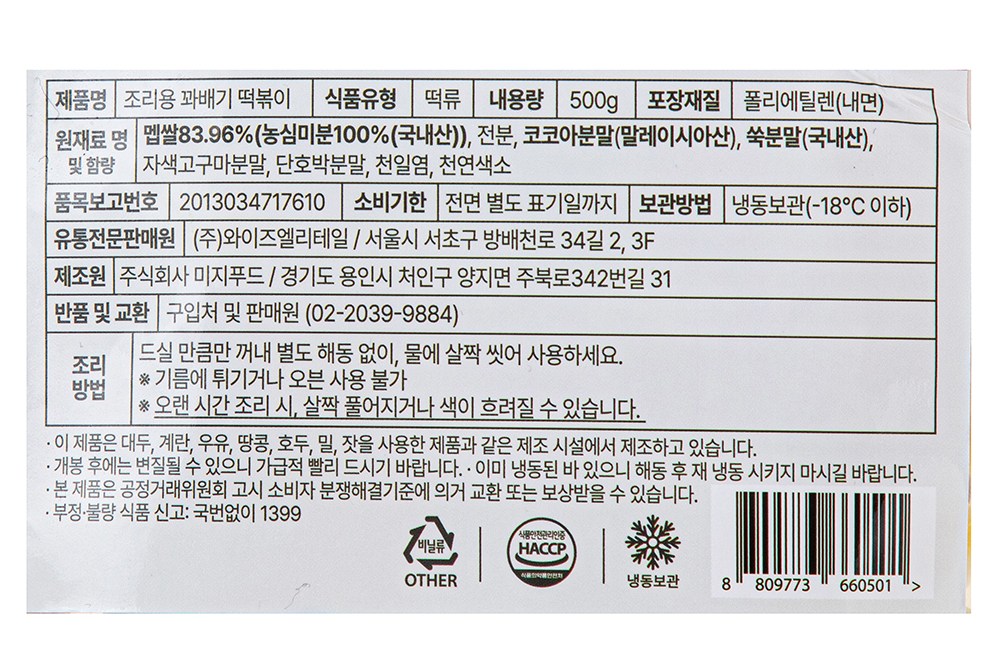 제품명 조리용 꽈배기 떡볶이 식품유형 떡류 내용량 500g 포장재질 폴리에틸렌(내면)
원재료 명 및 함량 멥쌀83.96%(농심미분100%(국내산)), 전분, 코코아분말(말레이시아산), 쑥분말(국내산),
자색고구마분말, 단호박분말, 천일염, 천연색소
품목보고번호 2013034717610 소비기한 전면 별도 표기일까지 보관방법 냉동보관(-18°C 이하)
유통전문판매원 (주)와이즈엘리테일 / 서울시 서초구 방배천로 34길 2, 3F
제조원 주식회사 미지푸드 / 경기도 용인시 처인구 양지면 주북로342번길 31
반품 및 교환 구입처 및 판매원 (02-2039-9884)
조리 방법 드실 만큼만 꺼내 별도 해동 없이, 물에 살짝 씻어 사용하세요.
※ 기름에 튀기거나 오븐 사용 불가
※ 오랜 시간 조리 시, 살짝 풀어지거나 색이 흐려질 수 있습니다.
· 이 제품은 대두, 계란, 우유, 땅콩, 호두, 밀, 잣을 사용한 제품과 같은 제조 시설에서 제조하고 있습니다.
· 개봉 후에는 변질될 수 있으니 가급적 빨리 드시기 바랍니다. · 이미 냉동된 바 있으니 해동 후 재 냉동 시키지 마시길 바랍니다.
· 본 제품은 공정거래위원회 고시 소비자 분쟁해결기준에 의거 교환 또는 보상받을 수 있습니다.
· 부정·불량 식품 신고: 국번없이 1399
비닐류
OTHER
식품안전관리인증
HACCP
식품의약품안전처
냉동보관
8 809773 660501 >